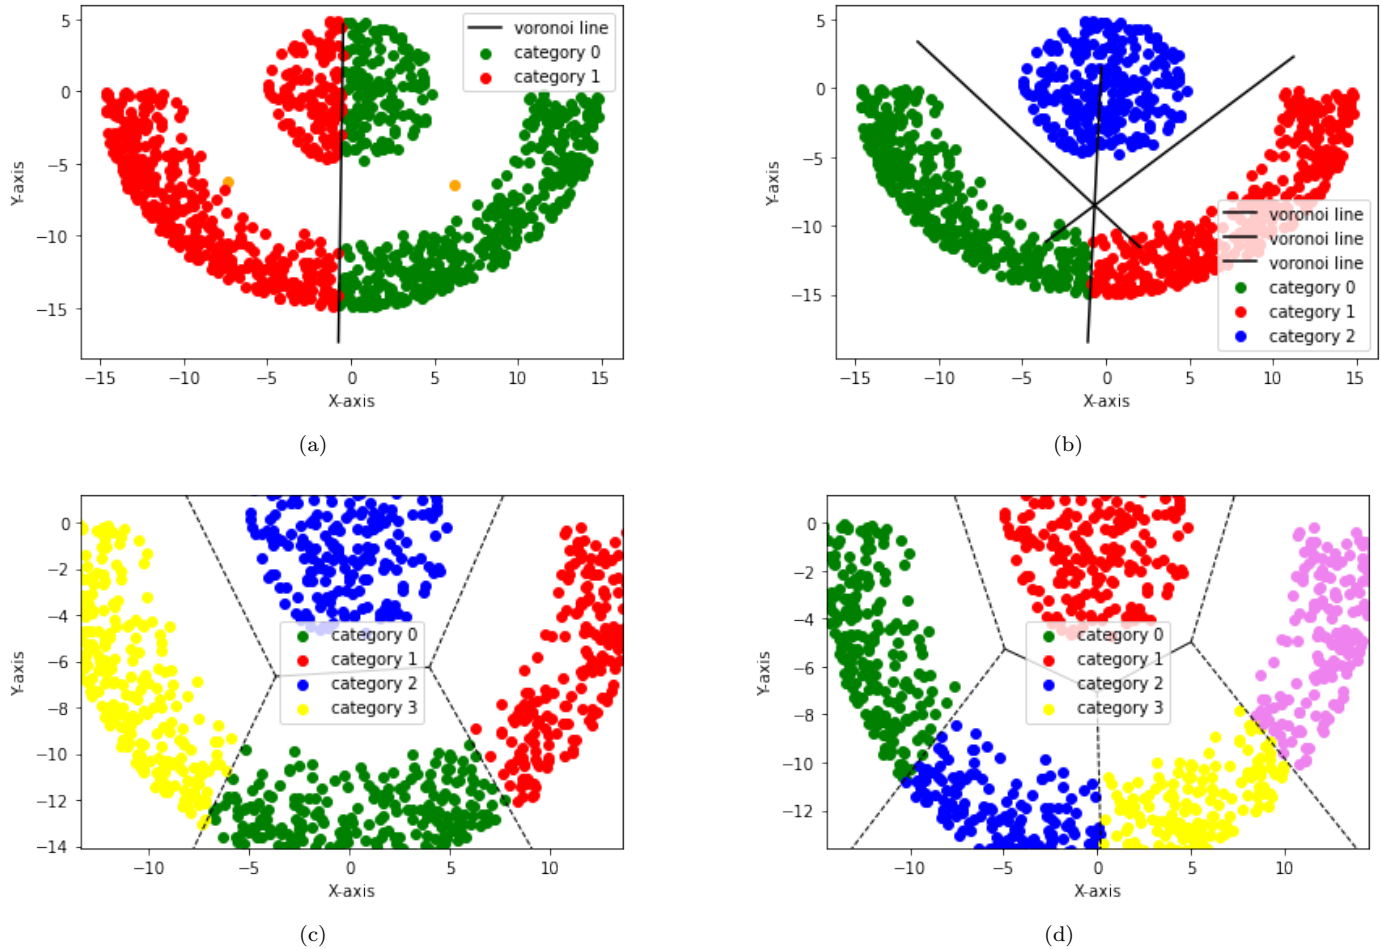 5
0
−5
−10
−15
Y-axis
voronoi line
category 0
category 1
−15 −10 −5 0 5 10 15
X-axis
(a)
5
0
−5
−10
−15
Y-axis
voronoi line
voronoi line
voronoi line
category 0
category 1
category 2
−15 −10 −5 0 5 10 15
X-axis
(b)
0
−2
−4
−6
−8
−10
−12
−14
Y-axis
category 0
category 1
category 2
category 3
−10 −5 0 5 10
X-axis
(c)
0
−2
−4
−6
−8
−10
−12
Y-axis
category 0
category 1
category 2
category 3
−10 −5 0 5 10
X-axis
(d)